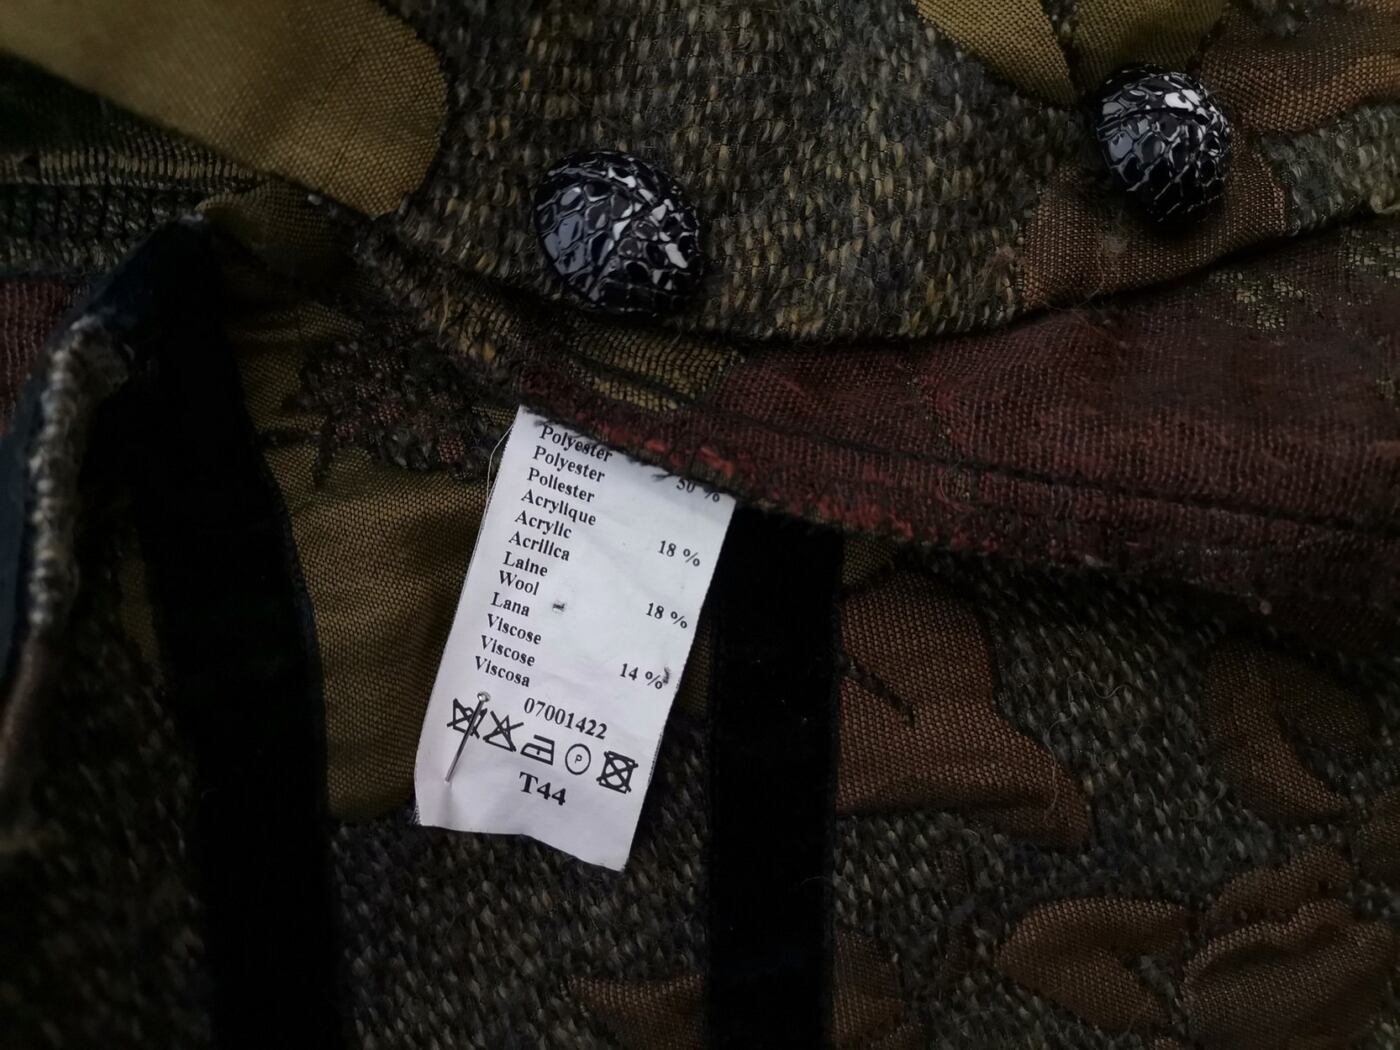 Polyester
Polyester 50 %
Poliester
Acrylique
Acrylic 18 %
Acrilica
Laine
Wool 18 %
Lana
Viscose
Viscose 14 %
Viscosa
07001422
P
T44